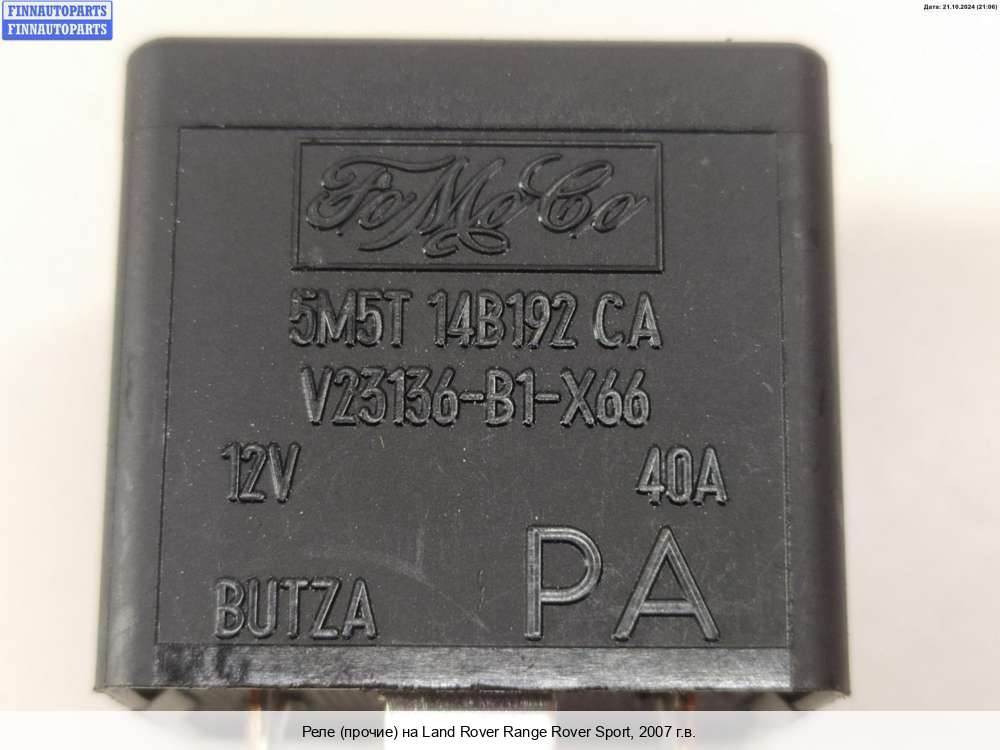 FINNAUTOPARTS
FINNAUTOPARTS
Дата: 21.10.2024 (21:06)
FoMoCo
5M5T 14B192 CA
V23136-B1-X66
12V 40A
BUTZA PA
Реле (прочие) на Land Rover Range Rover Sport, 2007 г.в.